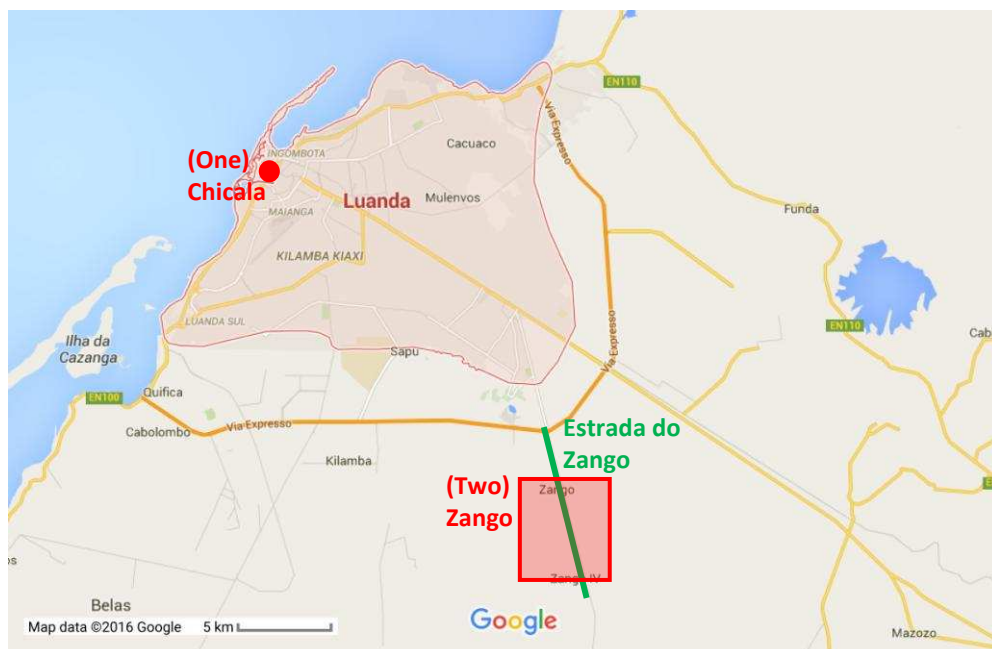 EN110
Via Expresso
Cacuaco
INGOMBOTA
(One)
Chicala
Luanda
Mulenvos
MAIANGA
Funda
KILAMBA KIAXI
LUANDA SUL
EN110
Cab
Ilha da
Cazanga
Sapú
Via Expresso
Quifica
EN100
Cabolombo
Via Expresso
Estrada do
Zango
Kilamba
(Two)
Zango
Zango
Zango IV
Belas
Google
Map data ©2016 Google
5 km
Mazozo